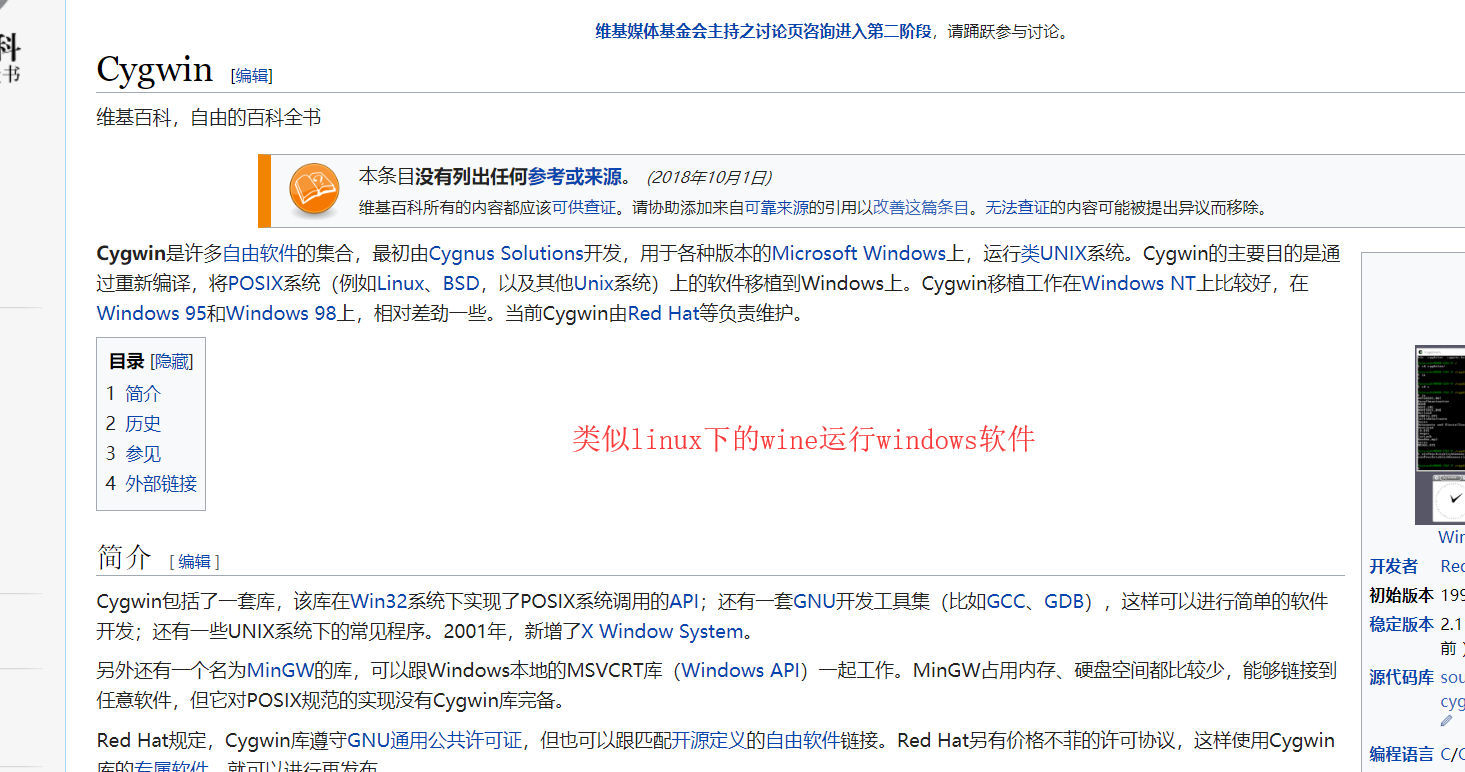 科
书
维基媒体基金会主持之讨论页咨询进入第二阶段，请踊跃参与讨论。
Cygwin [编辑]
维基百科，自由的百科全书
本条目没有列出任何参考或来源。 (2018年10月1日)
维基百科所有的内容都应该可供查证。请协助添加来自可靠来源的引用以改善这篇条目。无法查证的内容可能被提出异议而移除。
Cygwin是许多自由软件的集合，最初由Cygnus Solutions开发，用于各种版本的Microsoft Windows上，运行类UNIX系统。Cygwin的主要目的是通
过重新编译，将POSIX系统（例如Linux、BSD，以及其他Unix系统）上的软件移植到Windows上。Cygwin移植工作在Windows NT上比较好，在
Windows 95和Windows 98上，相对差劲一些。当前Cygwin由Red Hat等负责维护。
目录 [隐藏]
1 简介
2 历史
3 参见
4 外部链接
类似linux下的wine运行windows软件
简介 [ 编辑 ]
Cygwin包括了一套库，该库在Win32系统下实现了POSIX系统调用的API；还有一套GNU开发工具集（比如GCC、GDB），这样可以进行简单的软件
开发；还有一些UNIX系统下的常见程序。2001年，新增了X Window System。
另外还有一个名为MinGW的库，可以跟Windows本地的MSVCRT库（Windows API）一起工作。MinGW占用内存、硬盘空间都比较少，能够链接到
任意软件，但它对POSIX规范的实现没有Cygwin库完备。
Red Hat规定，Cygwin库遵守GNU通用公共许可证，但也可以跟匹配开源定义的自由软件链接。Red Hat另有价格不菲的许可协议，这样使用Cygwin
库的专属软件，就可以进行再发布
Win
开发者 Red
初始版本 199
稳定版本 2.1
前）
源代码库 sou
cyg
编程语言 C/C